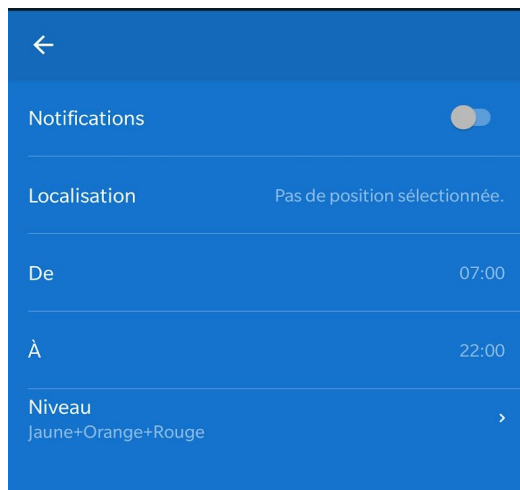 Notifications
Localisation Pas de position sélectionnée.
De 07:00
À 22:00
Niveau
Jaune+Orange+Rouge